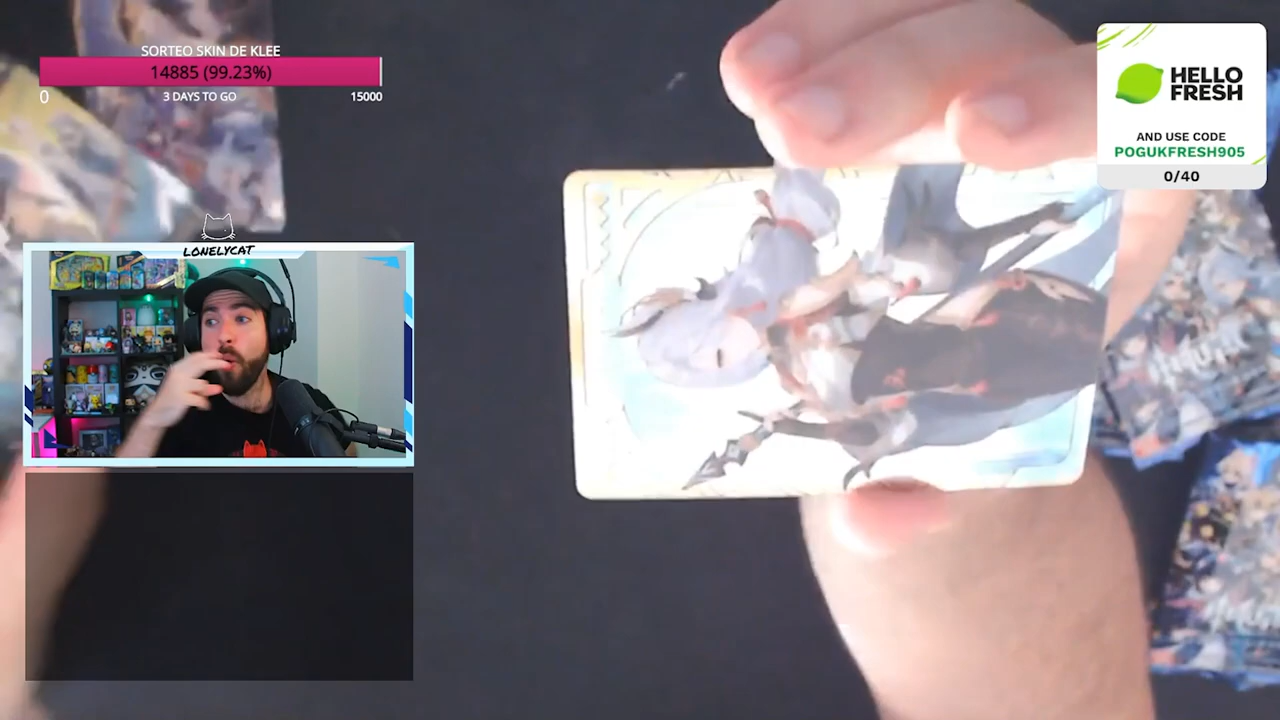 SORTEO SKIN DE KLEE
14885 (99.23%)
0 3 DAYS TO GO 15000
LONELYCAT
HELLO
FRESH
AND USE CODE
POGUKFRESH905
0/40